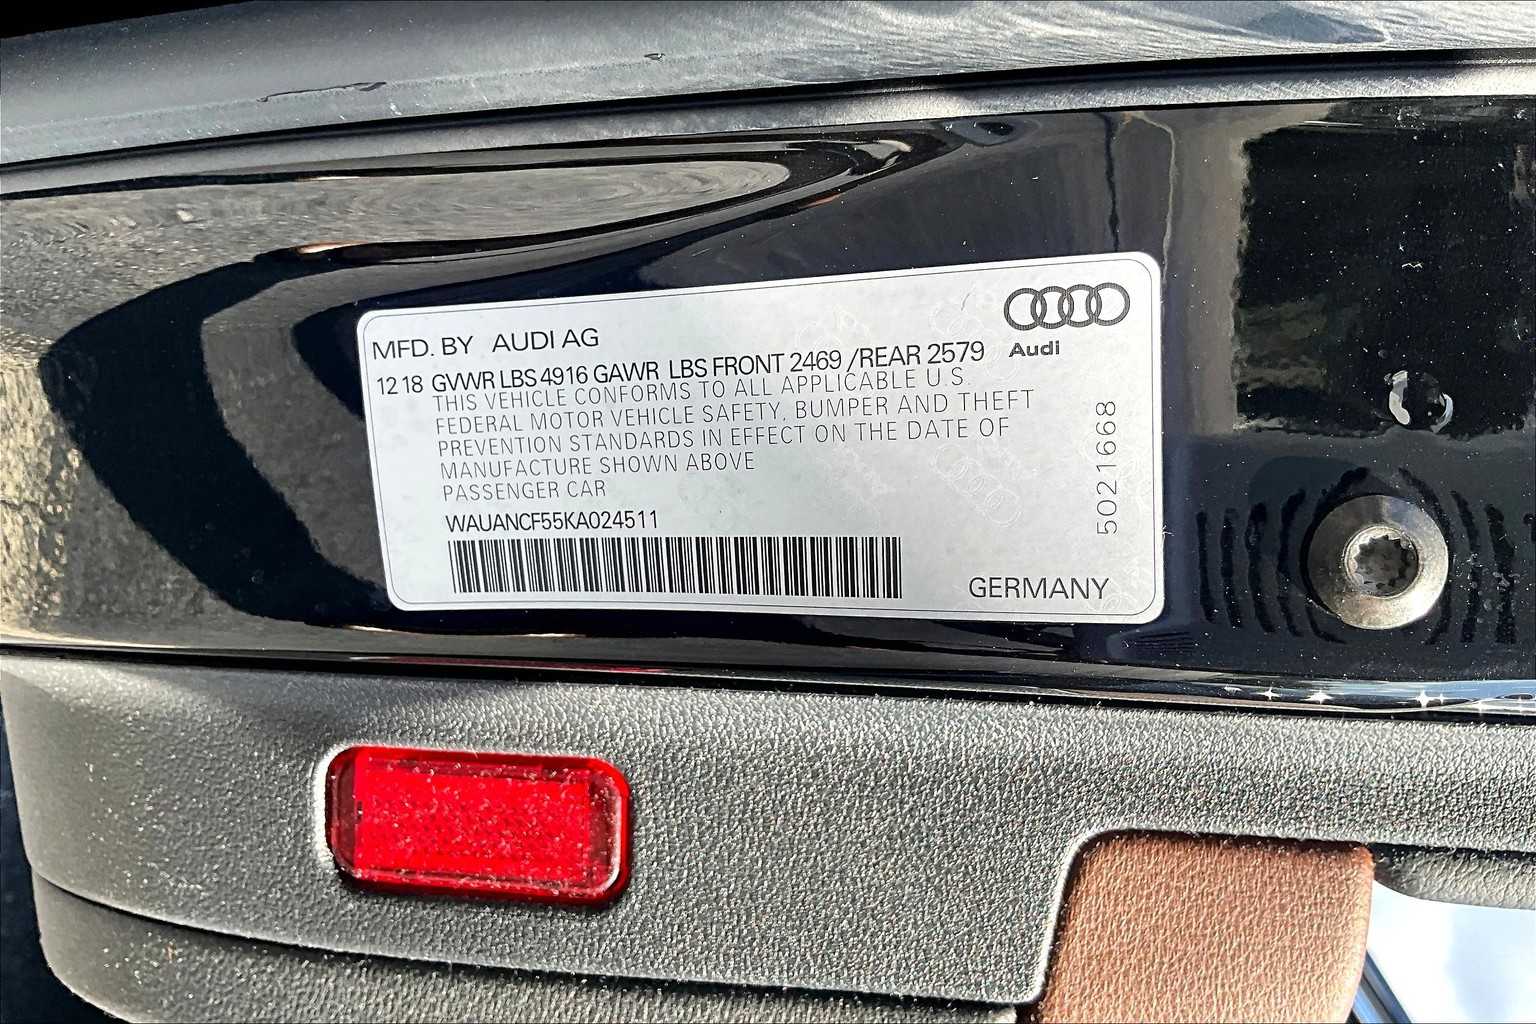 MFD. BY AUDI AG
Audi
12 18 GVWR LBS 4916 GAWR LBS FRONT 2469 /REAR 2579
THIS VEHICLE CONFORMS TO ALL APPLICABLE U.S.
FEDERAL MOTOR VEHICLE SAFETY, BUMPER AND THEFT
PREVENTION STANDARDS IN EFFECT ON THE DATE OF
MANUFACTURE SHOWN ABOVE
PASSENGER CAR
WAUANCF55KA024511
GERMANY
5021668